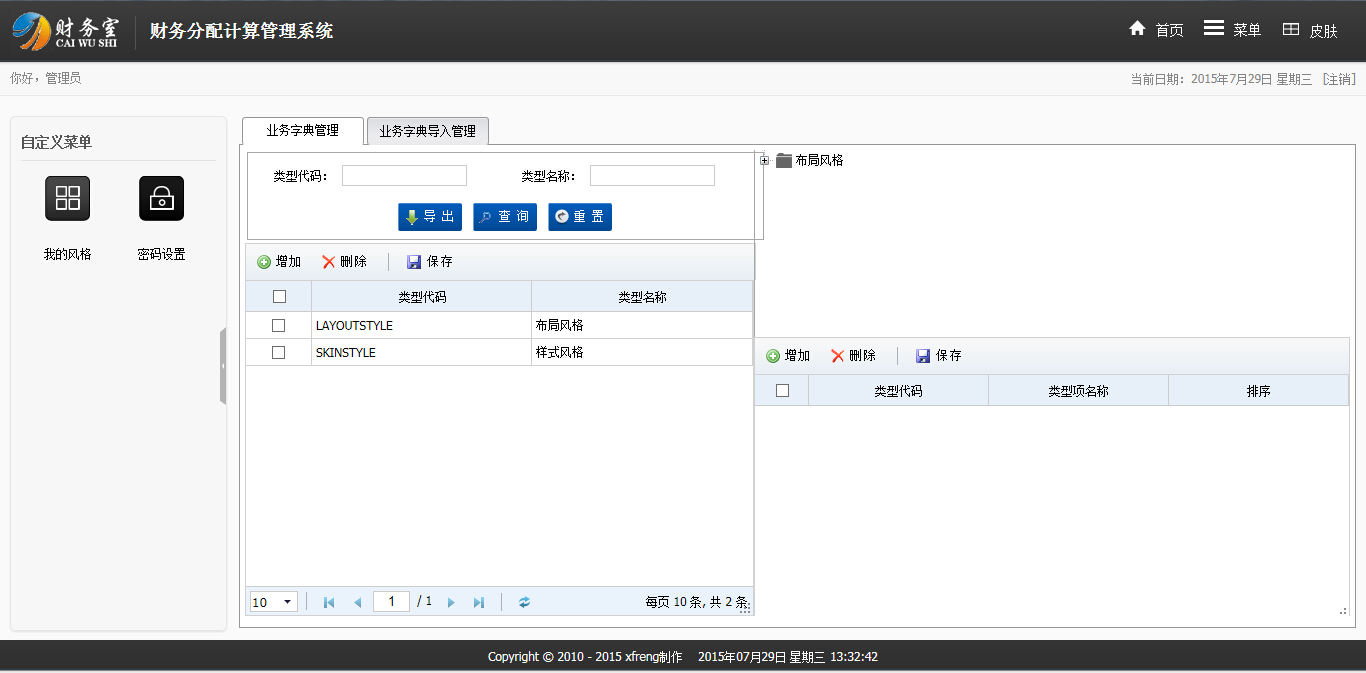 财务室 CAI WU SHI 财务分配计算管理系统 首页 菜单 皮肤
你好，管理员 当前日期：2015年7月29日 星期三 [注销]
自定义菜单
我的风格 密码设置
业务字典管理 业务字典导入管理
类型代码： 类型名称：
导 出 查 询 重 置
增加 删除 保存
类型代码 类型名称
LAYOUTSTYLE 布局风格
SKINSTYLE 样式风格
10 1 / 1 每页 10 条, 共 2 条
布局风格
增加 删除 保存
类型代码 类型项名称 排序
Copyright © 2010 - 2015 xfreng制作 2015年07月29日 星期三 13:32:42